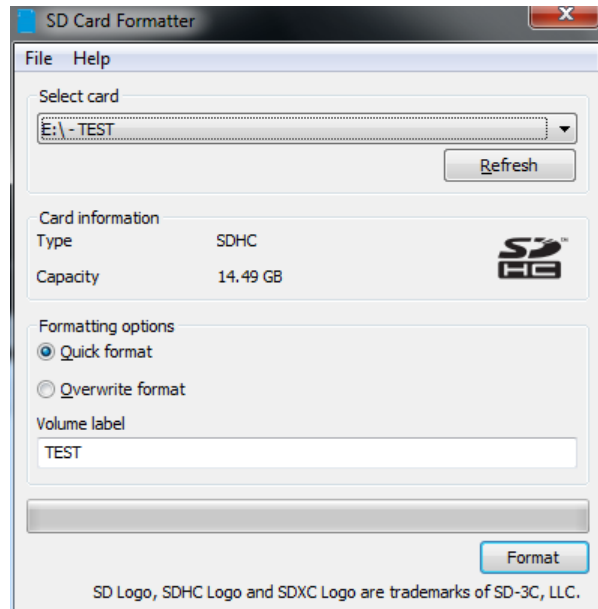 SD Card Formatter
File Help
Select card
E:\ - TEST
Refresh
Card information
Type SDHC
SD™
HC
Capacity 14.49 GB
Formatting options
Quick format
Overwrite format
Volume label
TEST
Format
SD Logo, SDHC Logo and SDXC Logo are trademarks of SD-3C, LLC.